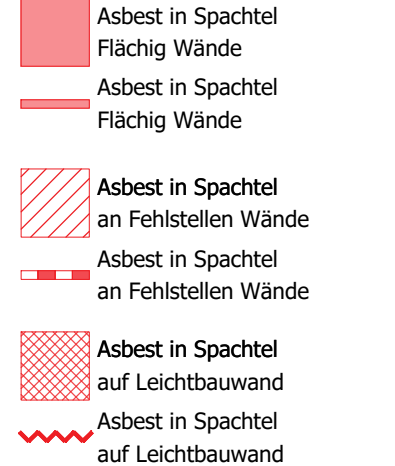 Asbest in Spachtel
Flächig Wände
Asbest in Spachtel
Flächig Wände
Asbest in Spachtel
an Fehlstellen Wände
Asbest in Spachtel
an Fehlstellen Wände
Asbest in Spachtel
auf Leichtbauwand
Asbest in Spachtel
auf Leichtbauwand